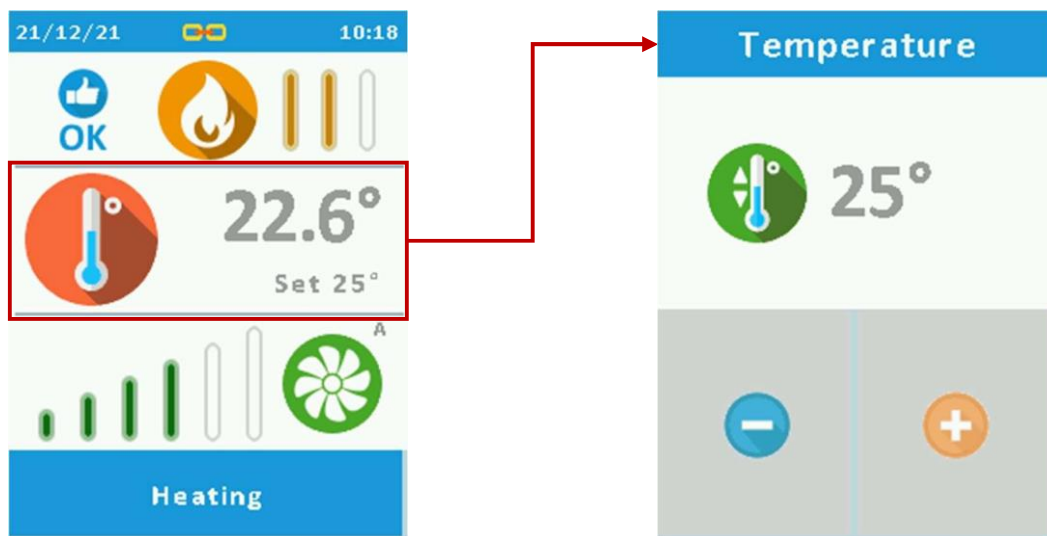 21/12/21 10:18
OK
22.6°
Set 25°
A
Heating
Temperature
25°